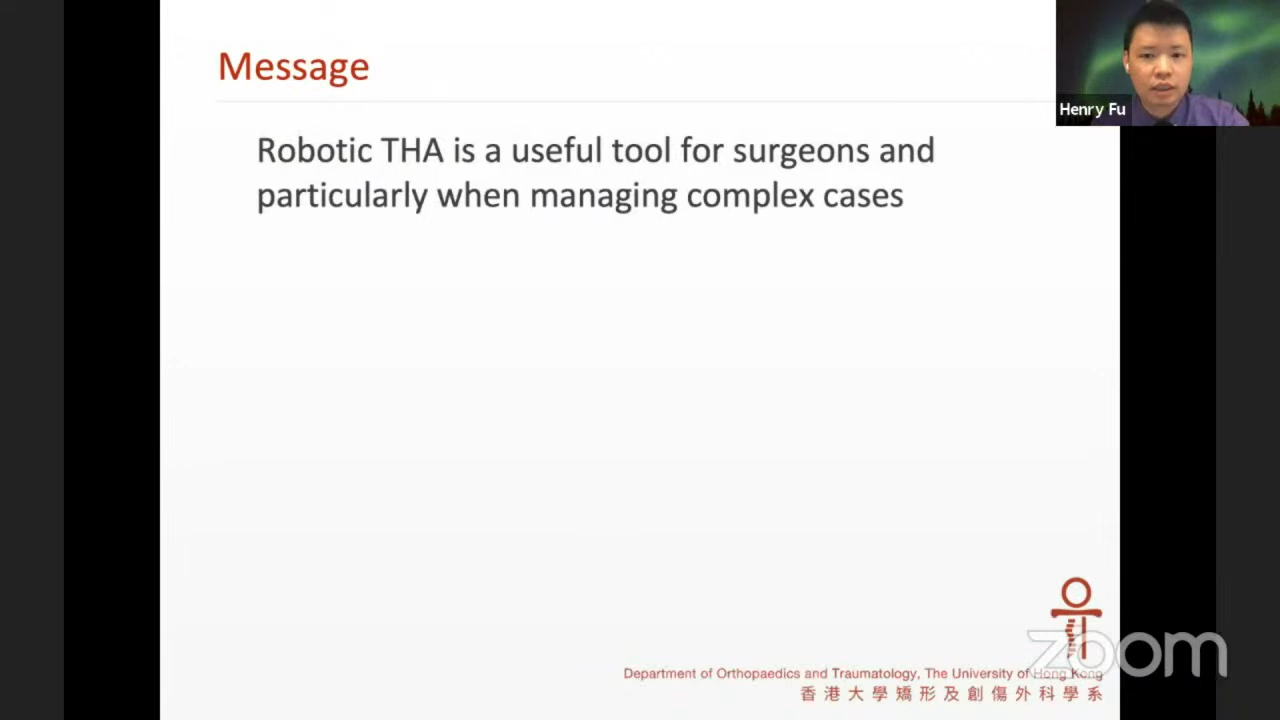 Message
Henry Fu
Robotic THA is a useful tool for surgeons and
particularly when managing complex cases
zoom
Department of Orthopaedics and Traumatology, The University of Hong Kong
香港大學矯形及創傷外科學系